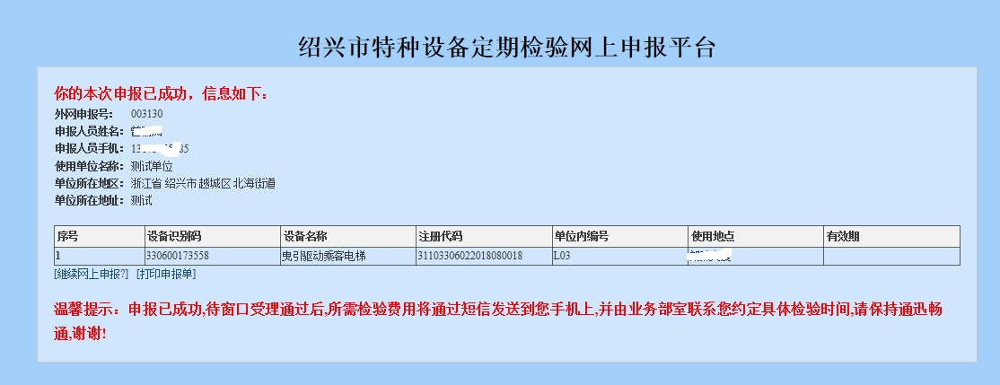 绍兴市特种设备定期检验网上申报平台
你的本次申报已成功，信息如下：
外网申报号： 003130
申报人员姓名：
申报人员手机：
使用单位名称： 测试单位
单位所在地区： 浙江省 绍兴市 越城区 北海街道
单位所在地址： 测试
序号 设备识别码 设备名称 注册代码 单位内编号 使用地点 有效期
1 330600173558 曳引驱动乘客电梯 31103306022018080018 L03
[继续网上申报?] [打印申报单]
温馨提示：申报已成功,待窗口受理通过后,所需检验费用将通过短信发送到您手机上,并由业务部室联系您约定具体检验时间,请保持通迅畅
通,谢谢!